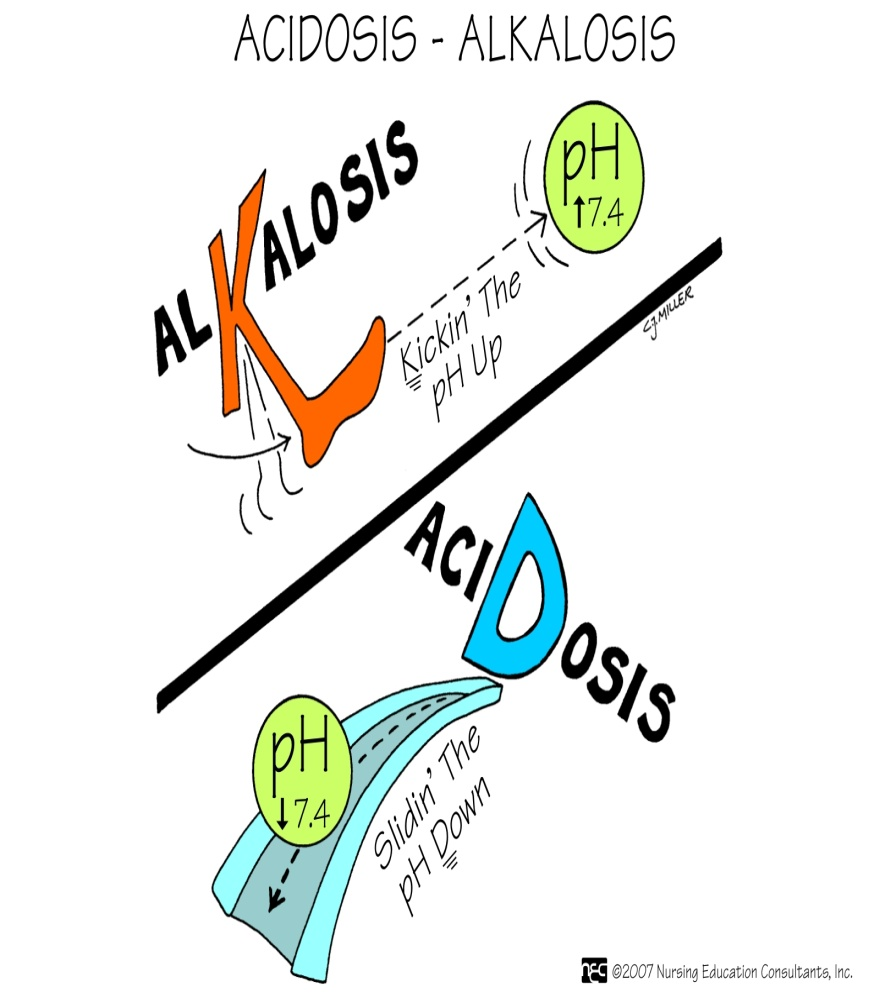 ACIDOSIS - ALKALOSIS
ALKALOSIS
pH
↑7.4
Kickin' The
pH Up
CJMILLER
ACIDOSIS
pH
↓7.4
Slidin' The
pH Down
nec ©2007 Nursing Education Consultants, Inc.